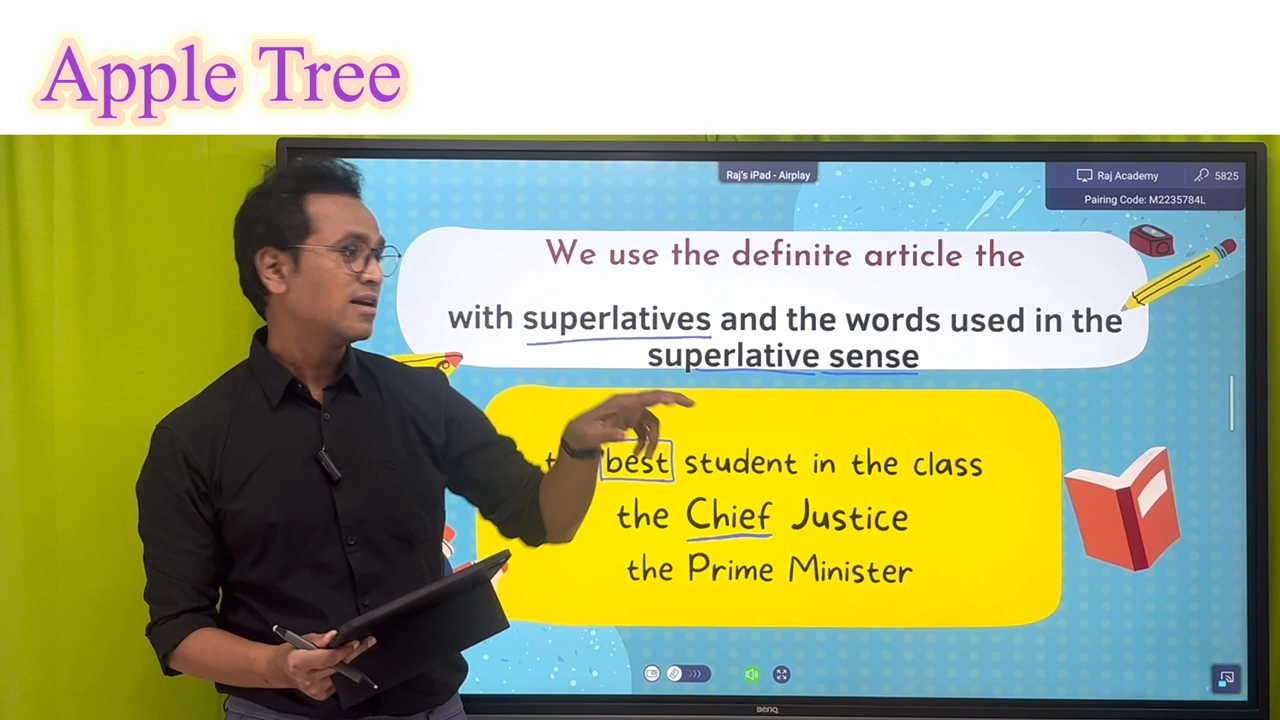 Apple Tree
Raj's iPad - Airplay
Raj Academy
5825
Pairing Code: M2235784L
We use the definite article the
with superlatives and the words used in the
superlative sense
best student in the class
the Chief Justice
the Prime Minister
BenQ